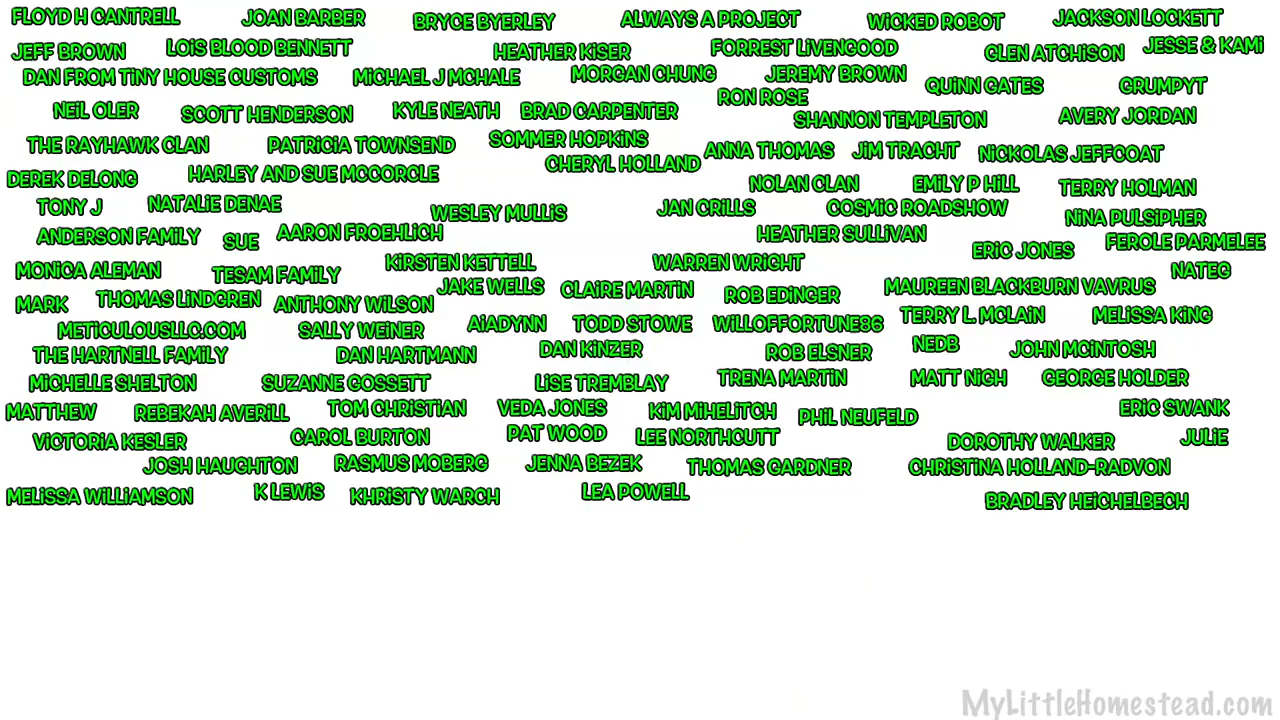 FLOYD H CANTRELL JOAN BARBER BRYCE BYERLEY ALWAYS A PROJECT WiCKED ROBOT JACKSON LOCKETT
JEFF BROWN LOiS BLOOD BENNETT HEATHER KiSER FORREST LiVENGOOD GLEN ATCHiSON JESSE & KAMi
DAN FROM TiNY HOUSE CUSTOMS MiCHAEL J MCHALE MORGAN CHUNG JEREMY BROWN QUiNN GATES GRUMPYT
NEiL OLER SCOTT HENDERSON KYLE NEATH BRAD CARPENTER RON ROSE SHANNON TEMPLETON AVERY JORDAN
THE RAYHAWK CLAN PATRiCiA TOWNSEND SOMMER HOPKiNS ANNA THOMAS JiM TRACHT NiCKOLAS JEFFCOAT
DEREK DELONG HARLEY AND SUE MCCORCLE CHERYL HOLLAND NOLAN CLAN EMiLY P HiLL TERRY HOLMAN
TONY J NATALiE DENAE WESLEY MULLiS JAN CRiLLS COSMiC ROADSHOW NiNA PULSiPHER
ANDERSON FAMiLY SUE AARON FROEHLiCH HEATHER SULLiVAN ERiC JONES FEROLE PARMELEE
MONiCA ALEMAN TESAM FAMiLY KiRSTEN KETTELL WARREN WRiGHT NATEG
MARK THOMAS LiNDGREN ANTHONY WiLSON JAKE WELLS CLAiRE MARTiN ROB EDiNGER MAUREEN BLACKBURN VAVRUS
METiCULOUSLLC.COM SALLY WEiNER AiADYNN TODD STOWE WiLLOFFORTUNE86 TERRY L. MCLAiN MELiSSA KiNG
THE HARTNELL FAMiLY DAN HARTMANN DAN KiNZER ROB ELSNER NEDB JOHN MCiNTOSH
MiCHELLE SHELTON SUZANNE GOSSETT LiSE TREMBLAY TRENA MARTiN MATT NiGH GEORGE HOLDER
MATTHEW REBEKAH AVERiLL TOM CHRiSTiAN VEDA JONES KiM MiHELiTCH PHiL NEUFELD ERiC SWANK
ViCTORiA KESLER CAROL BURTON PAT WOOD LEE NORTHCUTT DOROTHY WALKER JULiE
JOSH HAUGHTON RASMUS MOBERG JENNA BEZEK THOMAS GARDNER CHRiSTiNA HOLLAND-RADVON
MELiSSA WiLLiAMSON K LEWiS KHRiSTY WARCH LEA POWELL BRADLEY HEiCHELBECH
MyLittleHomestead.com